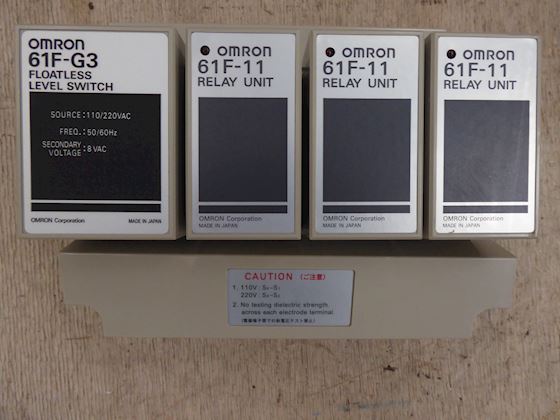 OMRON
61F-G3
FLOATLESS
LEVEL SWITCH
SOURCE:110/220VAC
FREQ.:50/60Hz
SECONDARY
VOLTAGE:8 VAC
OMRON Corporation
MADE IN JAPAN
OMRON
61F-11
RELAY UNIT
OMRON Corporation
MADE IN JAPAN
OMRON
61F-11
RELAY UNIT
OMRON Corporation
MADE IN JAPAN
OMRON
61F-11
RELAY UNIT
OMRON Corporation
MADE IN JAPAN
CAUTION (ご注意)
1. 110V:
220V:
2. No testing dielectric strength,
across each electrode terminal.